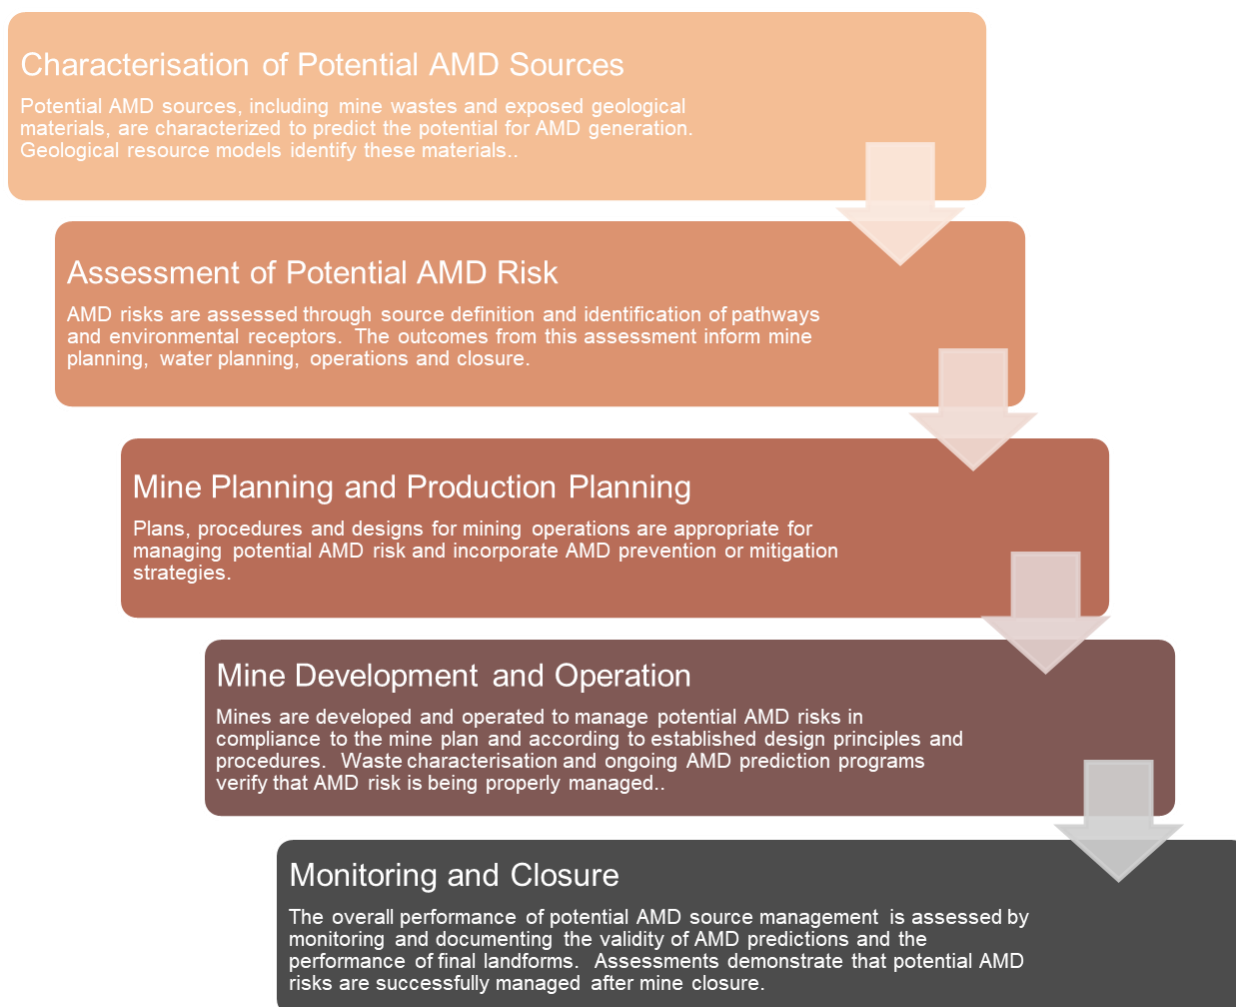 Characterisation of Potential AMD Sources
Potential AMD sources, including mine wastes and exposed geological
materials, are characterized to predict the potential for AMD generation.
Geological resource models identify these materials..
Assessment of Potential AMD Risk
AMD risks are assessed through source definition and identification of pathways
and environmental receptors. The outcomes from this assessment inform mine
planning, water planning, operations and closure.
Mine Planning and Production Planning
Plans, procedures and designs for mining operations are appropriate for
managing potential AMD risk and incorporate AMD prevention or mitigation
strategies.
Mine Development and Operation
Mines are developed and operated to manage potential AMD risks in
compliance to the mine plan and according to established design principles and
procedures. Waste characterisation and ongoing AMD prediction programs
verify that AMD risk is being properly managed..
Monitoring and Closure
The overall performance of potential AMD source management is assessed by
monitoring and documenting the validity of AMD predictions and the
performance of final landforms. Assessments demonstrate that potential AMD
risks are successfully managed after mine closure.